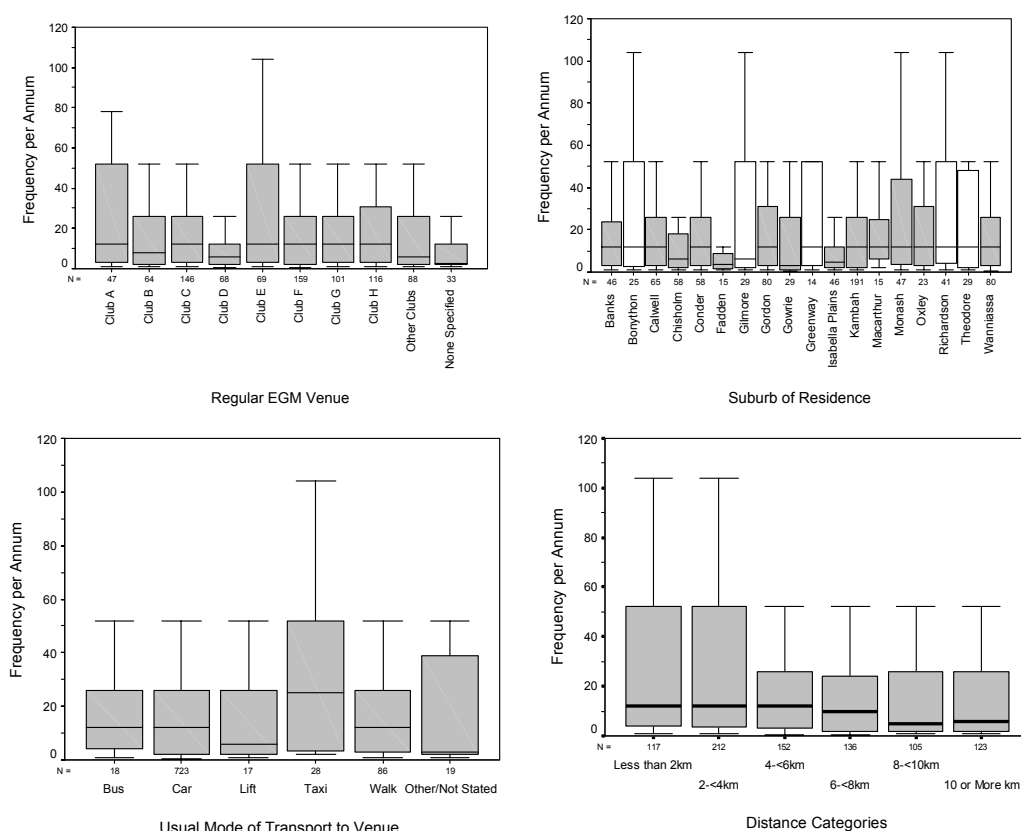 Frequency per Annum
120
100
80
60
40
20
0
N = 47 64 146 68 69 159 101 116 88 33
Club A
Club B
Club C
Club D
Club E
Club F
Club G
Club H
Other Clubs
None Specified
Regular EGM Venue
Frequency per Annum
120
100
80
60
40
20
0
N = 46 25 65 58 58 15 29 80 29 14 46 191 15 47 23 41 29 80
Banks
Bonython
Calwell
Chisholm
Conder
Fadden
Gilmore
Gordon
Gowrie
Greenway
Isabella Plains
Kambah
Macarthur
Monash
Oxley
Richardson
Theodore
Wanniassa
Suburb of Residence
Frequency per Annum
120
100
80
60
40
20
0
N = 18 723 17 28 86 19
Bus Car Lift Taxi Walk Other/Not Stated
Usual Mode of Transport to Venue
Frequency per Annum
120
100
80
60
40
20
0
N = 117 212 152 136 105 123
Less than 2km 4-<6km 8-<10km
2-<4km 6-<8km 10 or More km
Distance Categories